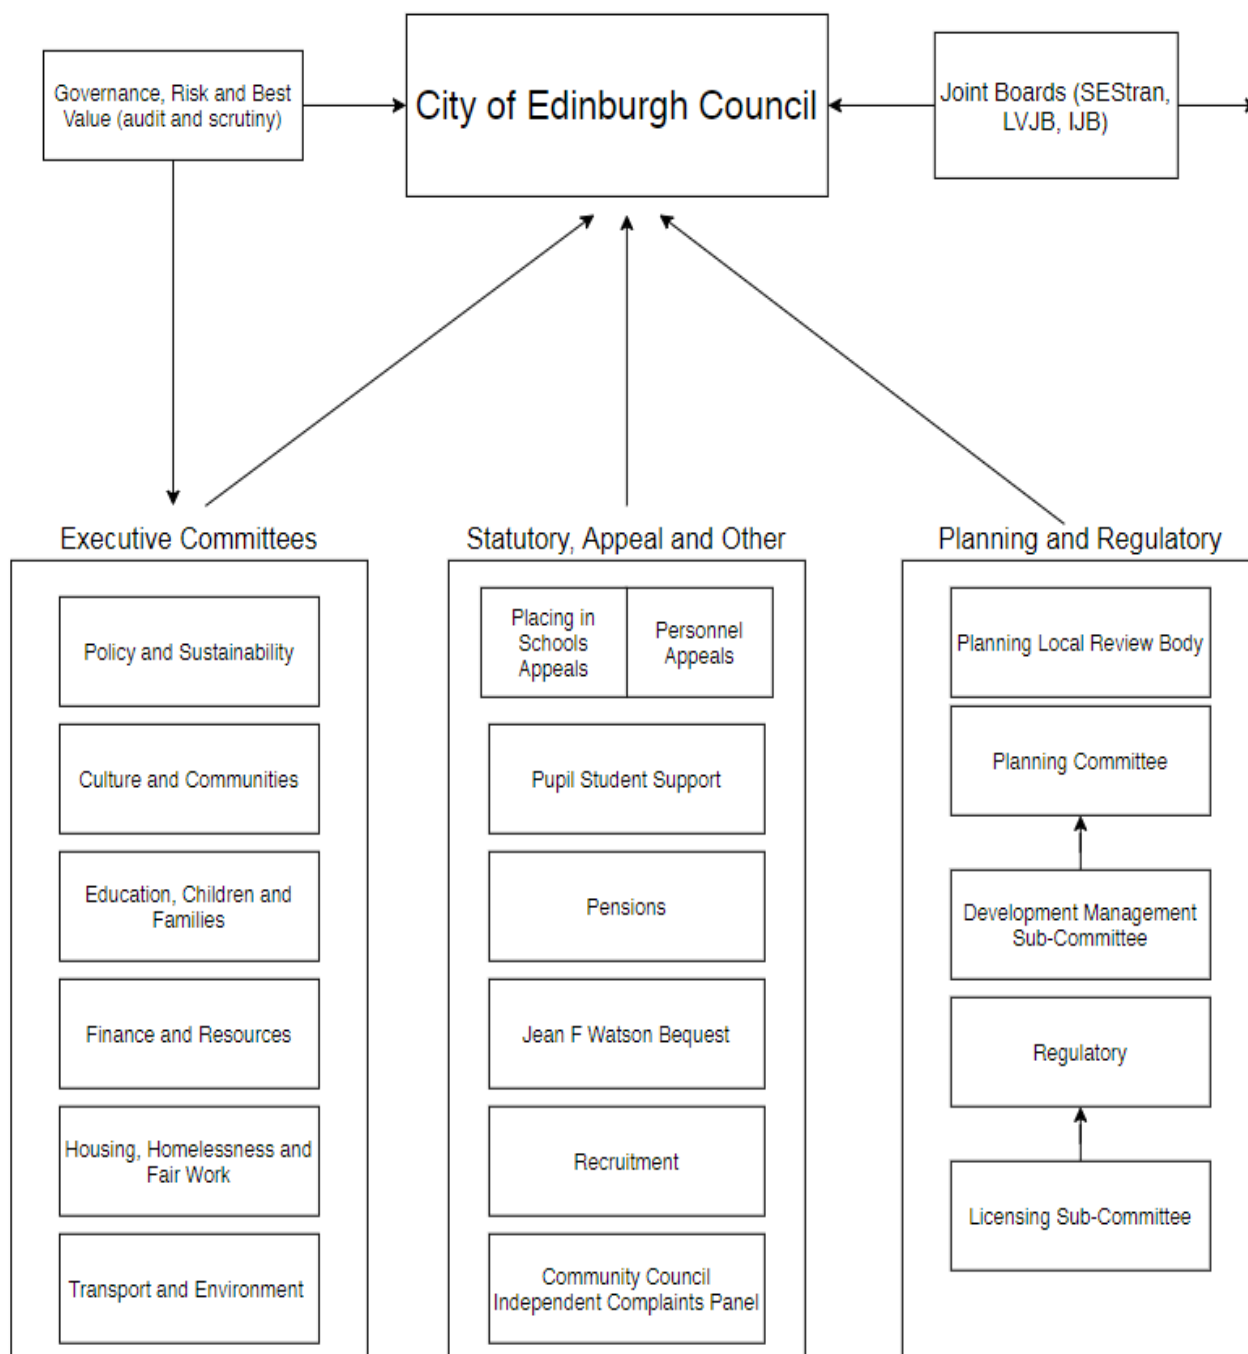 Governance, Risk and Best
Value (audit and scrutiny)
City of Edinburgh Council
Joint Boards (SEStran,
LVJB, IJB)
Executive Committees
Policy and Sustainability
Culture and Communities
Education, Children and
Families
Finance and Resources
Housing, Homelessness and
Fair Work
Transport and Environment
Statutory, Appeal and Other
Placing in
Schools
Appeals
Personnel
Appeals
Pupil Student Support
Pensions
Jean F Watson Bequest
Recruitment
Community Council
Independent Complaints Panel
Planning and Regulatory
Planning Local Review Body
Planning Committee
Development Management
Sub-Committee
Regulatory
Licensing Sub-Committee